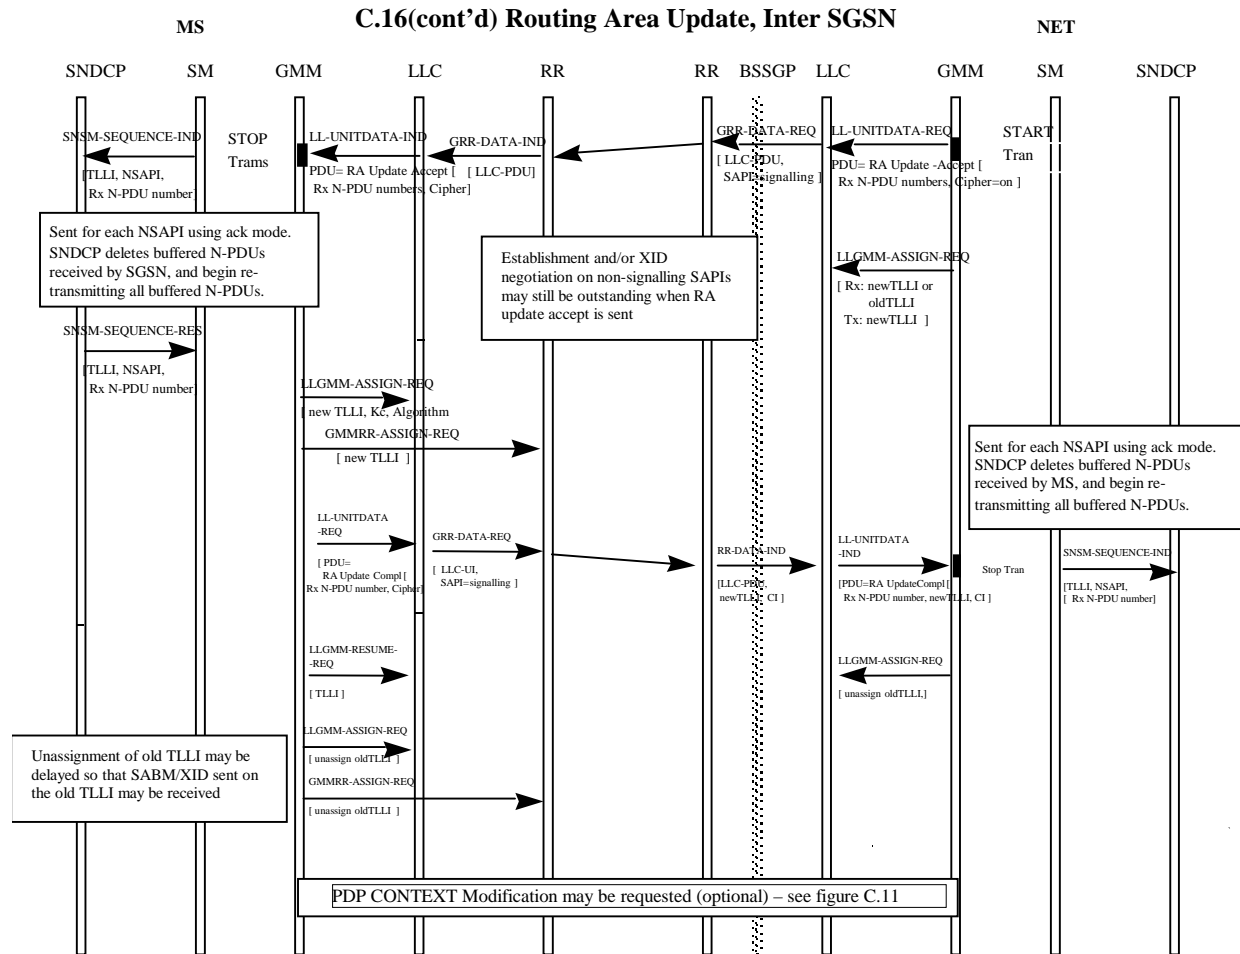 C.16(cont'd) Routing Area Update, Inter SGSN
MS
NET
SNDCP SM GMM LLC RR RR BSSGP LLC GMM SM SNDCP
SNSM-SEQUENCE-IND
[TLLI, NSAPI,
Rx N-PDU number]
STOP
Trams
LL-UNITDATA-IND
PDU= RA Update Accept [
Rx N-PDU numbers, Cipher]
GRR-DATA-IND
[ LLC-PDU]
GRR-DATA-REQ
[ LLC-PDU,
SAPI=signalling ]
LL-UNITDATA-REQ
PDU= RA Update -Accept [
Rx N-PDU numbers, Cipher=on ]
START
Tran
Sent for each NSAPI using ack mode.
SNDCP deletes buffered N-PDUs
received by SGSN, and begin re-
transmitting all buffered N-PDUs.
Establishment and/or XID
negotiation on non-signalling SAPIs
may still be outstanding when RA
update accept is sent
LLGMM-ASSIGN-REQ
[ Rx: newTLLI or
oldTLLI
Tx: newTLLI ]
SNSM-SEQUENCE-RES
[TLLI, NSAPI,
Rx N-PDU number]
LLGMM-ASSIGN-REQ
[ new TLLI, Kc, Algorithm
GMMRR-ASSIGN-REQ
[ new TLLI ]
Sent for each NSAPI using ack mode.
SNDCP deletes buffered N-PDUs
received by MS, and begin re-
transmitting all buffered N-PDUs.
LL-UNITDATA
-REQ
[ PDU=
RA Update Compl [
Rx N-PDU number, Cipher]
GRR-DATA-REQ
[ LLC-UI,
SAPI=signalling ]
RR-DATA-IND
[LLC-PDU,
newTLLI, CI ]
LL-UNITDATA
-IND
[PDU=RA UpdateCompl [
Rx N-PDU number, newTLLI, CI ]
Stop Tran
SNSM-SEQUENCE-IND
[TLLI, NSAPI,
[ Rx N-PDU number]
LLGMM-RESUME-
-REQ
[ TLLI ]
LLGMM-ASSIGN-REQ
[ unassign oldTLLI,]
LLGMM-ASSIGN-REQ
[ unassign oldTLLI ]
Unassignment of old TLLI may be
delayed so that SABM/XID sent on
the old TLLI may be received
GMMRR-ASSIGN-REQ
[ unassign oldTLLI ]
PDP CONTEXT Modification may be requested (optional) – see figure C.11